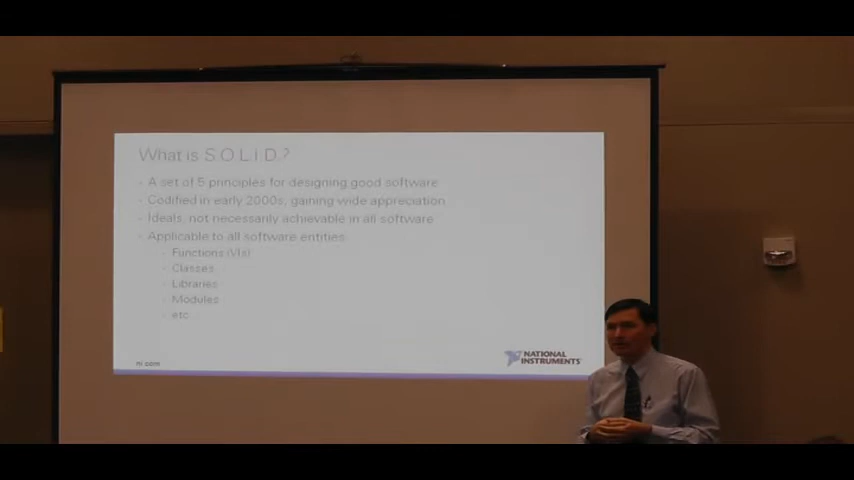 What is S.O.L.I.D.?
- A set of 5 principles for designing good software
- Codified in early 2000s, gaining wide appreciation
- Ideals, not necessarily achievable in all software
- Applicable to all software entities:
- Functions (VIs)
- Classes
- Libraries
- Modules
- etc
ni.com
NATIONAL
INSTRUMENTS